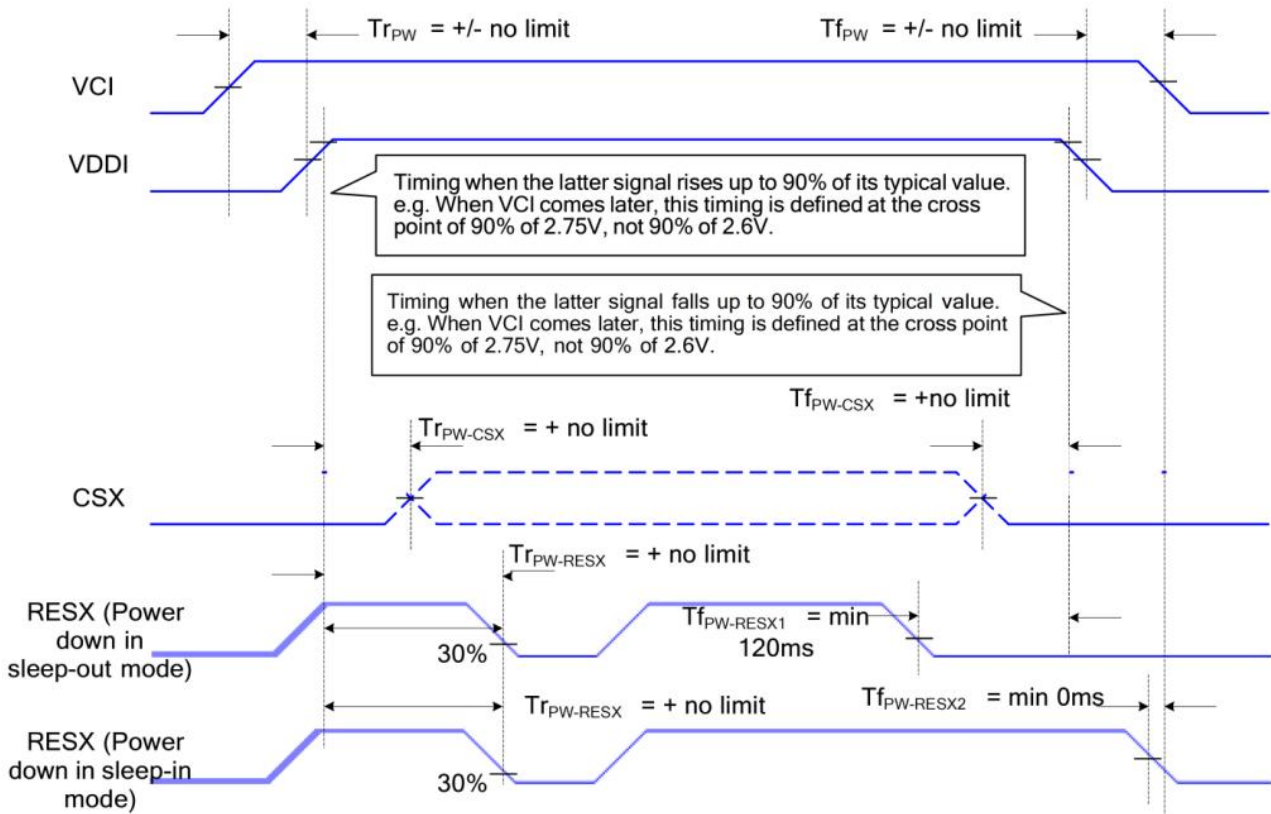 TrPW = +/- no limit
TfPW = +/- no limit
VCI
VDDI
Timing when the latter signal rises up to 90% of its typical value.
e.g. When VCI comes later, this timing is defined at the cross
point of 90% of 2.75V, not 90% of 2.6V.
Timing when the latter signal falls up to 90% of its typical value.
e.g. When VCI comes later, this timing is defined at the cross point
of 90% of 2.75V, not 90% of 2.6V.
TfPW-CSX = +no limit
TrPW-CSX = + no limit
CSX
TrPW-RESX = + no limit
RESX (Power
down in
sleep-out mode)
TfPW-RESX1 = min
120ms
30%
TrPW-RESX = + no limit
TfPW-RESX2 = min 0ms
RESX (Power
down in sleep-in
mode)
30%